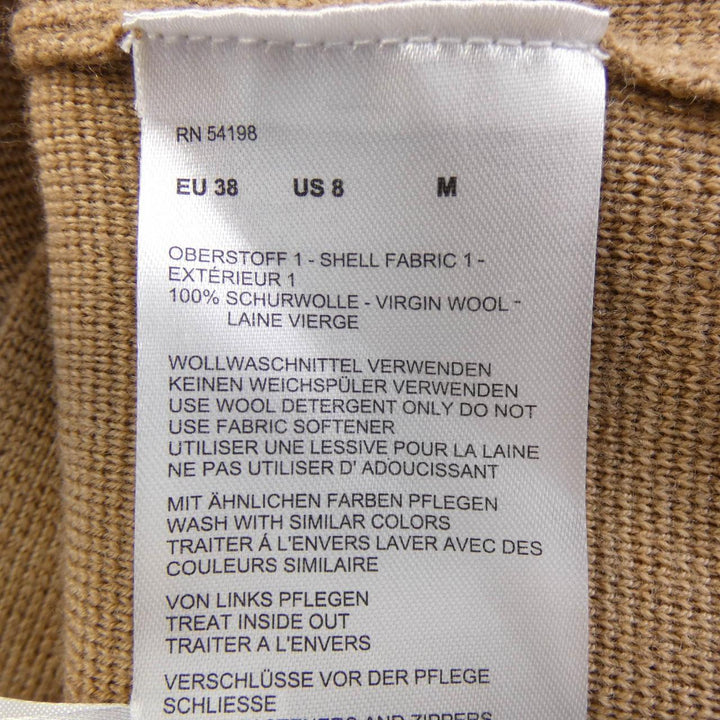 RN 54198
EU 38 US 8 M
OBERSTOFF 1 - SHELL FABRIC 1 -
EXTÉRIEUR 1
100% SCHURWOLLE - VIRGIN WOOL -
LAINE VIERGE
WOLLWASCHNITTEL VERWENDEN
KEINEN WEICHSPÜLER VERWENDEN
USE WOOL DETERGENT ONLY DO NOT
USE FABRIC SOFTENER
UTILISER UNE LESSIVE POUR LA LAINE
NE PAS UTILISER D' ADOUCISSANT
MIT ÄHNLICHEN FARBEN PFLEGEN
WASH WITH SIMILAR COLORS
TRAITER Á L'ENVERS LAVER AVEC DES
COULEURS SIMILAIRE
VON LINKS PFLEGEN
TREAT INSIDE OUT
TRAITER A L'ENVERS
VERSCHLÜSSE VOR DER PFLEGE
SCHLIESSE
AND ZIPPERS